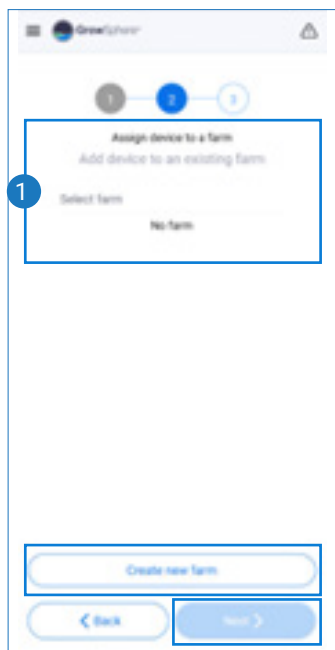 GrowSphere
1 2 3
Assign device to a farm
Add device to an existing farm
1
Select farm
No farm
Create new farm
Back
Next